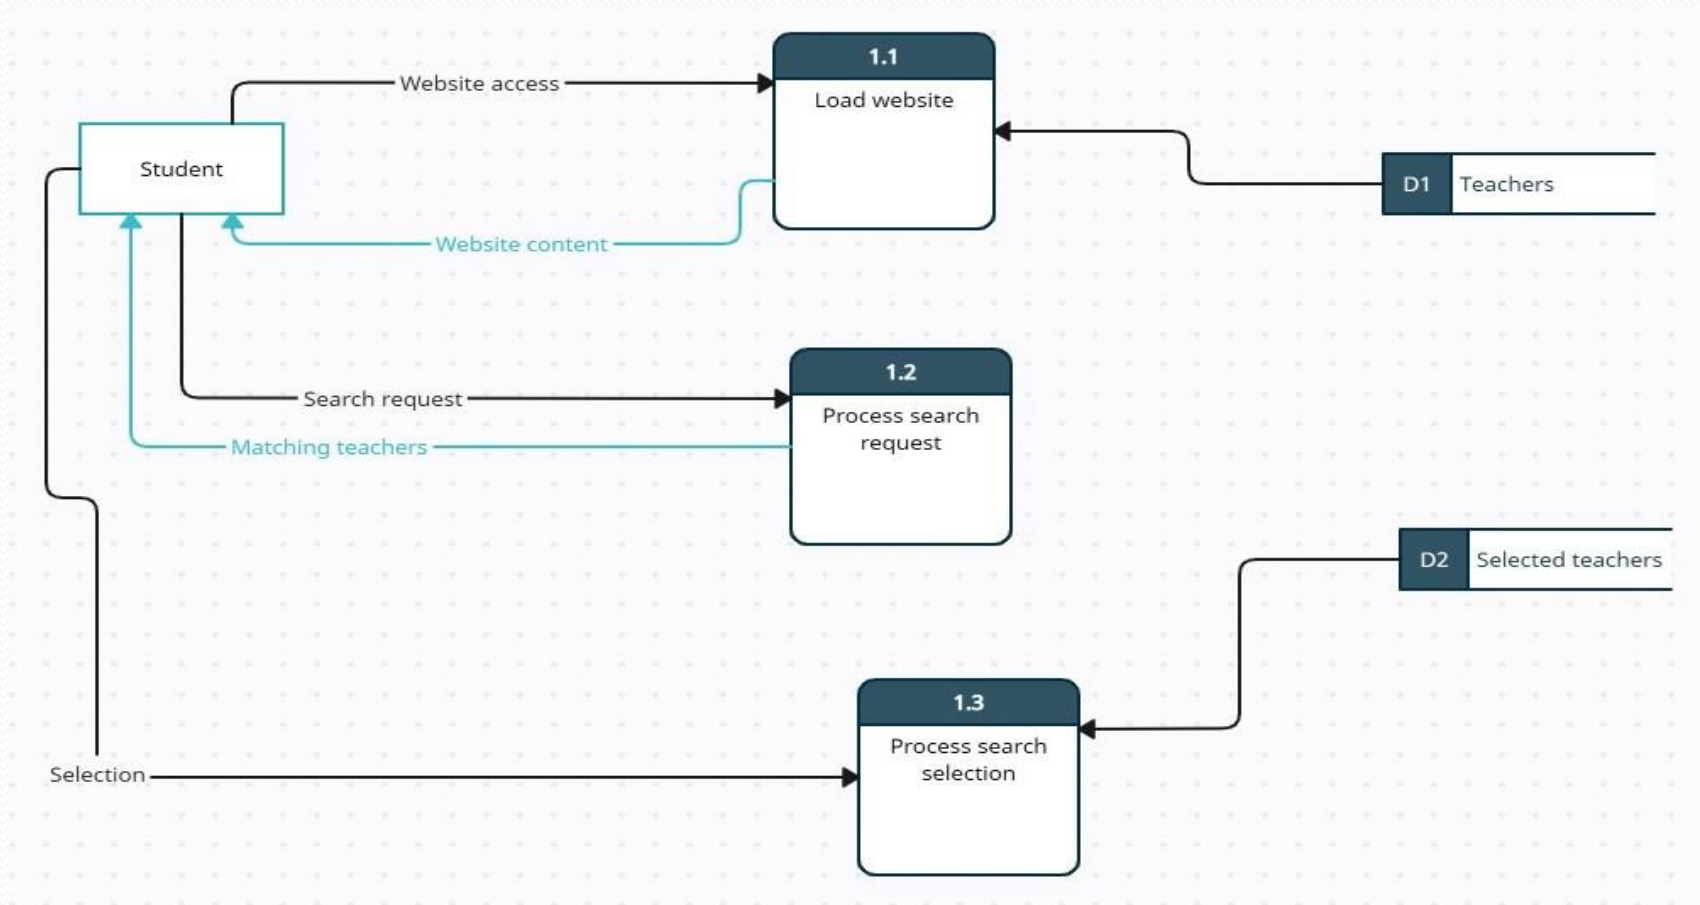 1.1
Website access
Load website
Student
D1
Teachers
Website content
1.2
Search request
Process search
request
Matching teachers
D2
Selected teachers
1.3
Process search
selection
Selection